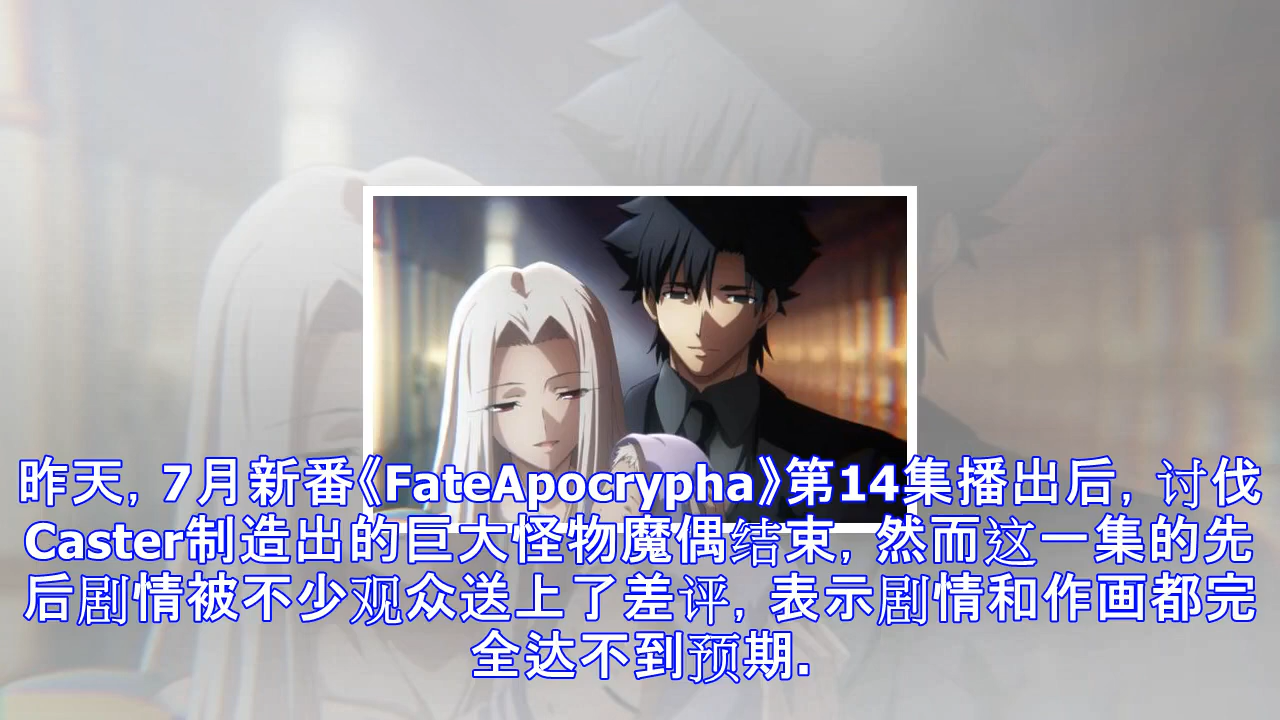 昨天, 7月新番《FateApocrypha》第14集播出后, 讨伐
Caster制造出的巨大怪物魔偶结束, 然而这一集的先
后剧情被不少观众送上了差评, 表示剧情和作画都完
全达不到预期.